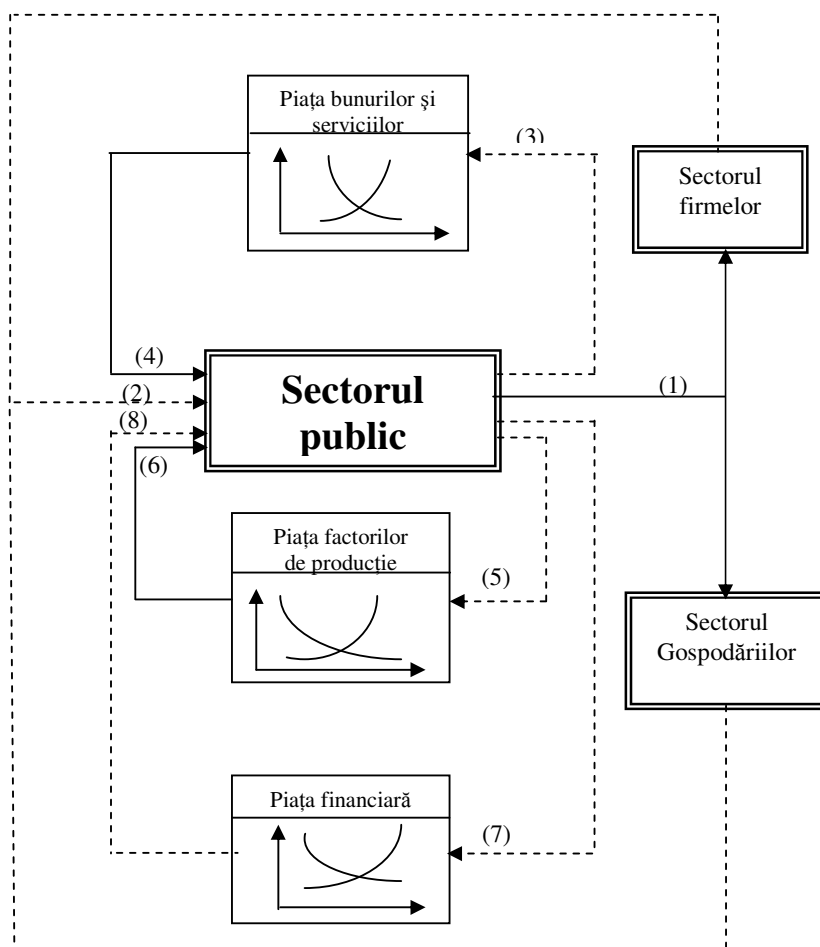 Piața bunurilor şi
serviciilor
(3)
Sectorul
firmelor
(4)
(2)
(8)
(6)
Sectorul
public
(1)
Piața factorilor
de producție
(5)
Sectorul
Gospodăriilor
Piața financiară
(7)